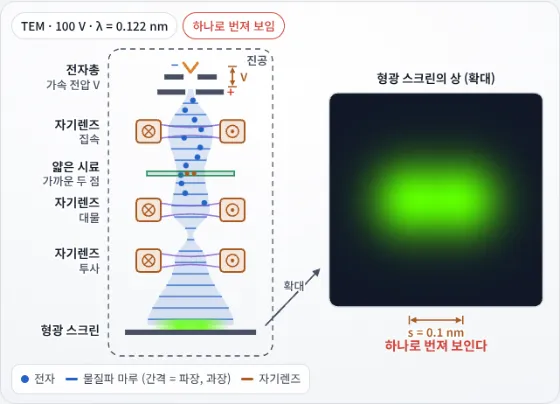 TEM · 100 V · λ = 0.122 nm
하나로 번져 보임
진공
전자총
가속 전압 V
−
V
+
자기렌즈
집속
얇은 시료
가까운 두 점
자기렌즈
대물
자기렌즈
투사
확대
형광 스크린
형광 스크린의 상 (확대)
s = 0.1 nm
하나로 번져 보인다
전자
물질파 마루 (간격 = 파장, 과장)
자기렌즈